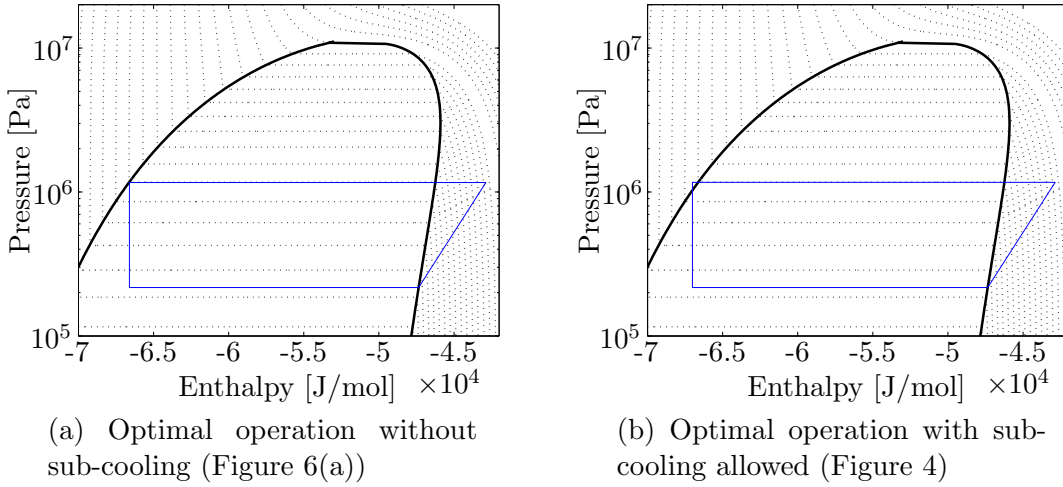 10^7
10^6
10^5
Pressure [Pa]
-7 -6.5 -6 -5.5 -5 -4.5
Enthalpy [J/mol] ×10^4
(a) Optimal operation without
sub-cooling (Figure 6(a))
10^7
10^6
10^5
Pressure [Pa]
-7 -6.5 -6 -5.5 -5 -4.5
Enthalpy [J/mol] ×10^4
(b) Optimal operation with sub-
cooling allowed (Figure 4)